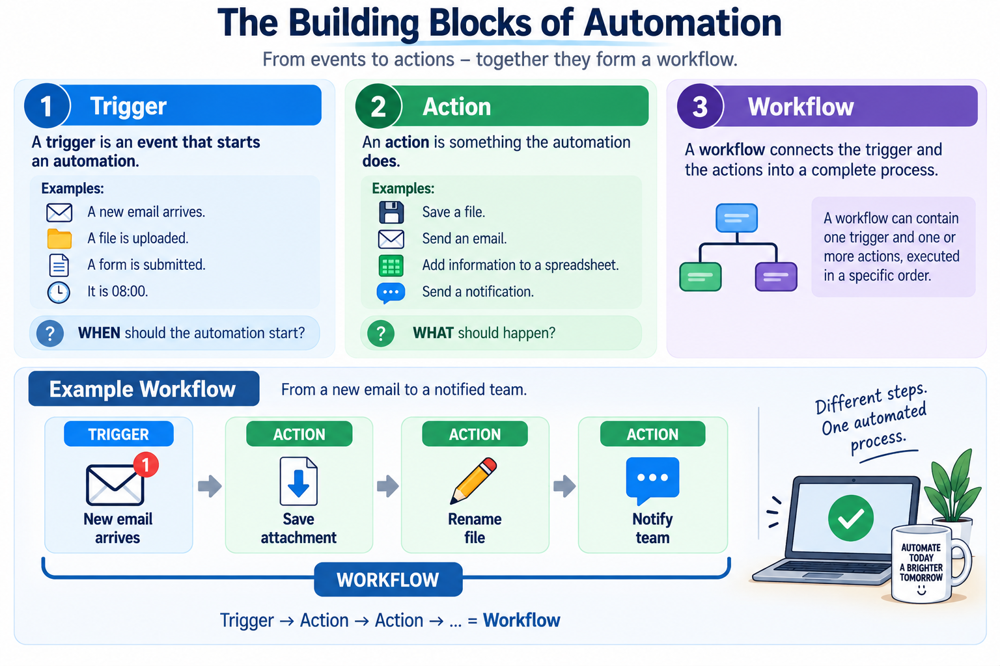 The Building Blocks of Automation
From events to actions – together they form a workflow.
1 Trigger
A trigger is an event that starts
an automation.
Examples:
A new email arrives.
A file is uploaded.
A form is submitted.
It is 08:00.
? WHEN should the automation start?
2 Action
An action is something the automation
does.
Examples:
Save a file.
Send an email.
Add information to a spreadsheet.
Send a notification.
? WHAT should happen?
3 Workflow
A workflow connects the trigger and
the actions into a complete process.
A workflow can contain
one trigger and one or
more actions, executed
in a specific order.
Example Workflow
From a new email to a notified team.
TRIGGER
1
New email
arrives
ACTION
Save
attachment
ACTION
Rename
file
ACTION
Notify
team
WORKFLOW
Trigger → Action → Action → ... = Workflow
Different steps.
One automated
process.
AUTOMATE
TODAY
A BRIGHTER
TOMORROW